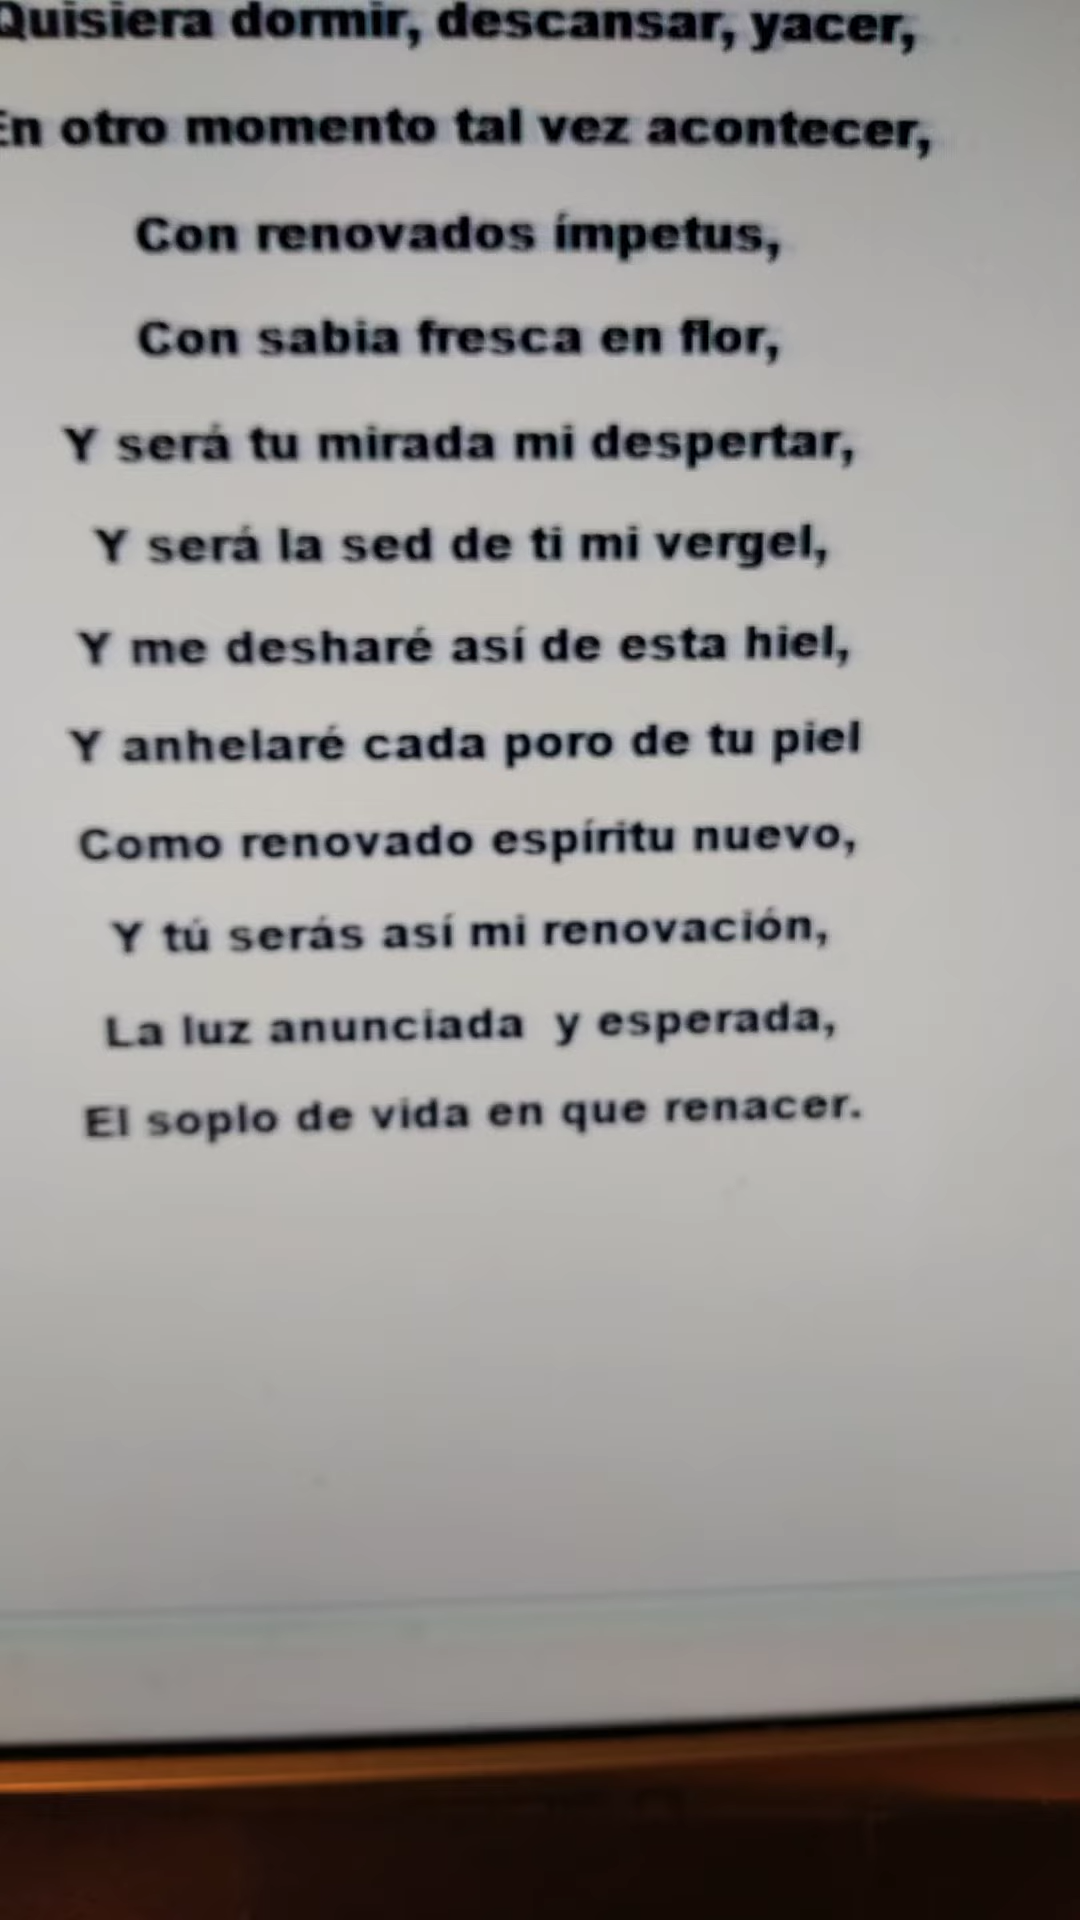 Quisiera dormir, descansar, yacer,
En otro momento tal vez acontecer,
Con renovados ímpetus,
Con sabia fresca en flor,
Y será tu mirada mi despertar,
Y será la sed de ti mi vergel,
Y me desharé así de esta hiel,
Y anhelaré cada poro de tu piel
Como renovado espíritu nuevo,
Y tú serás así mi renovación,
La luz anunciada y esperada,
El soplo de vida en que renacer.